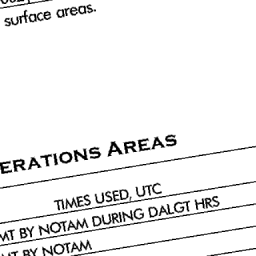 surface areas.
ERATIONS AREAS
TIMES USED, UTC
MT BY NOTAM DURING DALGT HRS
MT BY NOTAM